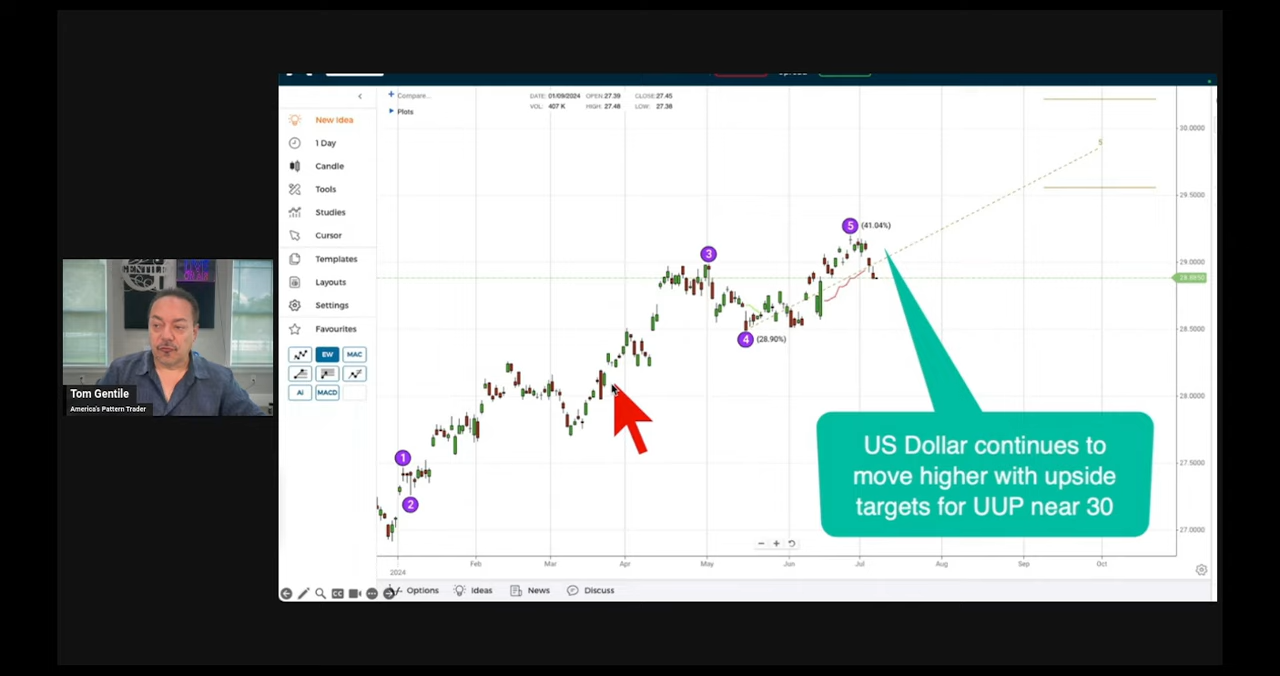 Compare...
Plots
DATE: 01/09/2024 OPEN: 27.39 CLOSE: 27.45
VOL: 407 K HIGH: 27.48 LOW: 27.38
New Idea
1 Day
Candle
Tools
Studies
Cursor
Templates
Layouts
Settings
Favourites
EW MAC
Ai MACD
1
2
3
4 (28.90%)
5 (41.04%)
5
30.0000
29.5000
29.0000
28.5000
28.0000
27.5000
27.0000
US Dollar continues to
move higher with upside
targets for UUP near 30
Feb Mar Apr May Jun Jul Aug Sep Oct
2024
CC
Options Ideas News Discuss
Tom Gentile
America's Pattern Trader